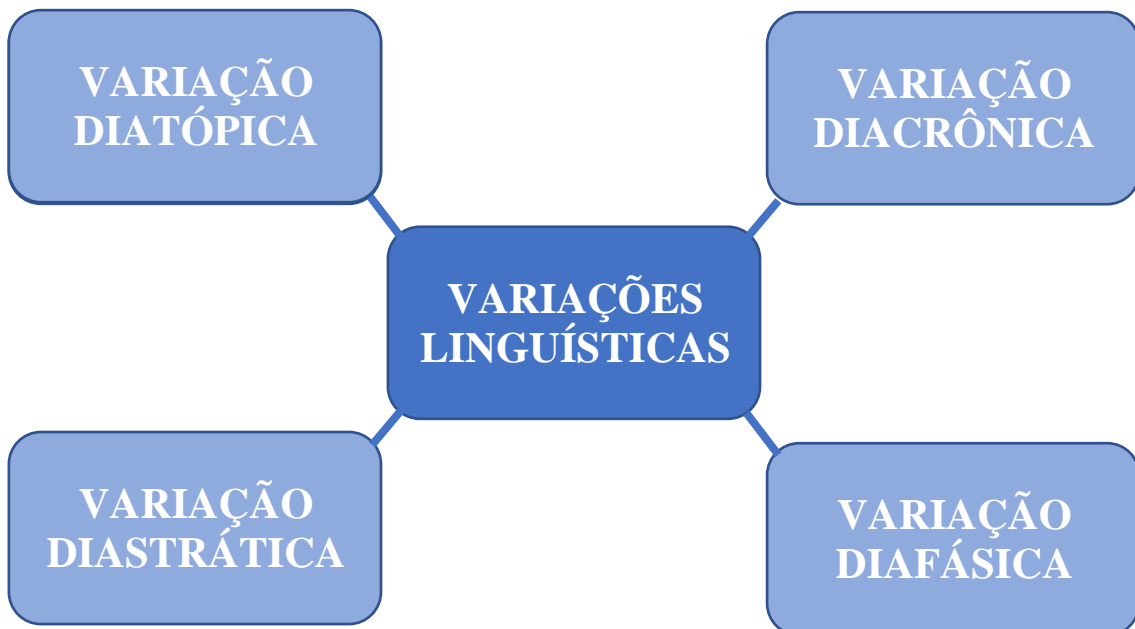 VARIAÇÃO
DIATÓPICA
VARIAÇÃO
DIACRÔNICA
VARIAÇÕES
LINGUÍSTICAS
VARIAÇÃO
DIASTRÁTICA
VARIAÇÃO
DIAFÁSICA